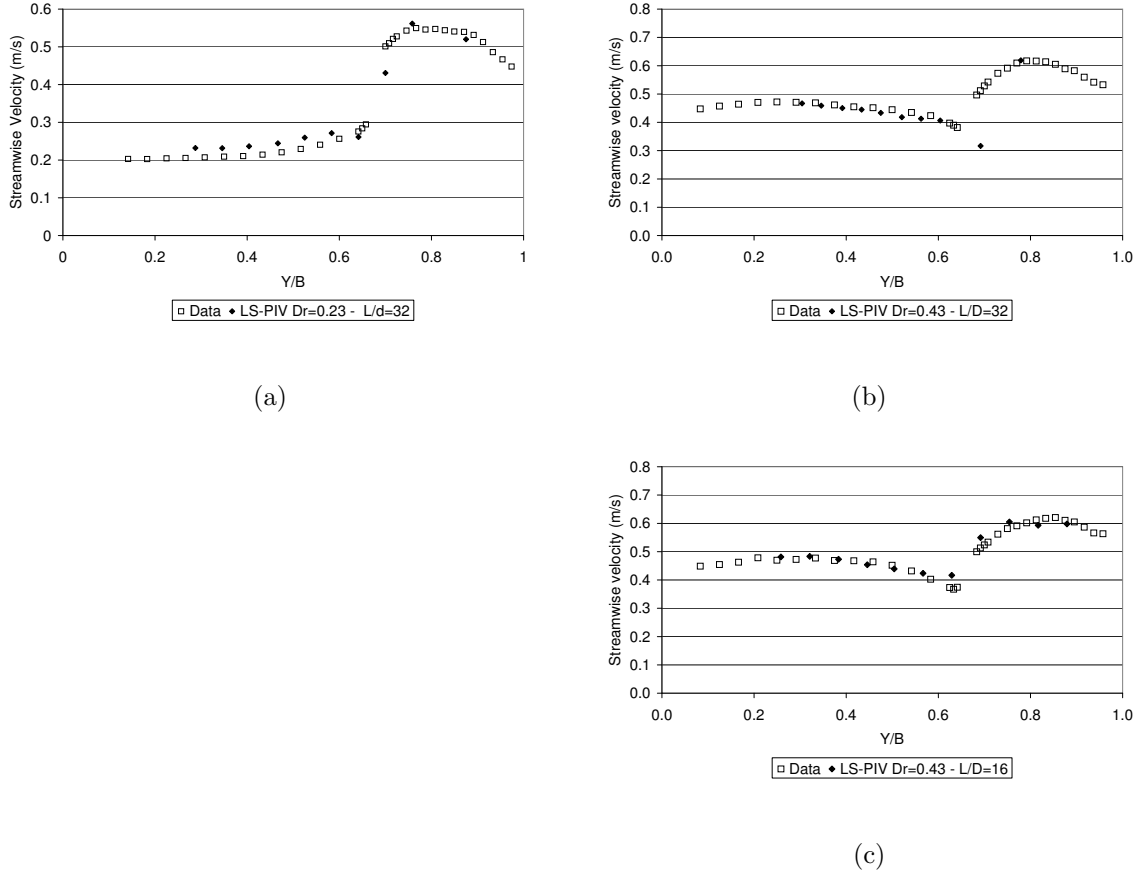 0.6
0.5
0.4
0.3
0.2
0.1
0
Streamwise Velocity (m/s)
0 0.2 0.4 0.6 0.8 1
Y/B
Data LS-PIV Dr=0.23 - L/d=32
(a)
0.8
0.7
0.6
0.5
0.4
0.3
0.2
0.1
0.0
Streamwise velocity (m/s)
0.0 0.2 0.4 0.6 0.8 1.0
Y/B
Data LS-PIV Dr=0.43 - L/D=32
(b)
0.8
0.7
0.6
0.5
0.4
0.3
0.2
0.1
0.0
Streamwise velocity (m/s)
0.0 0.2 0.4 0.6 0.8 1.0
Y/B
Data LS-PIV Dr=0.43 - L/D=16
(c)